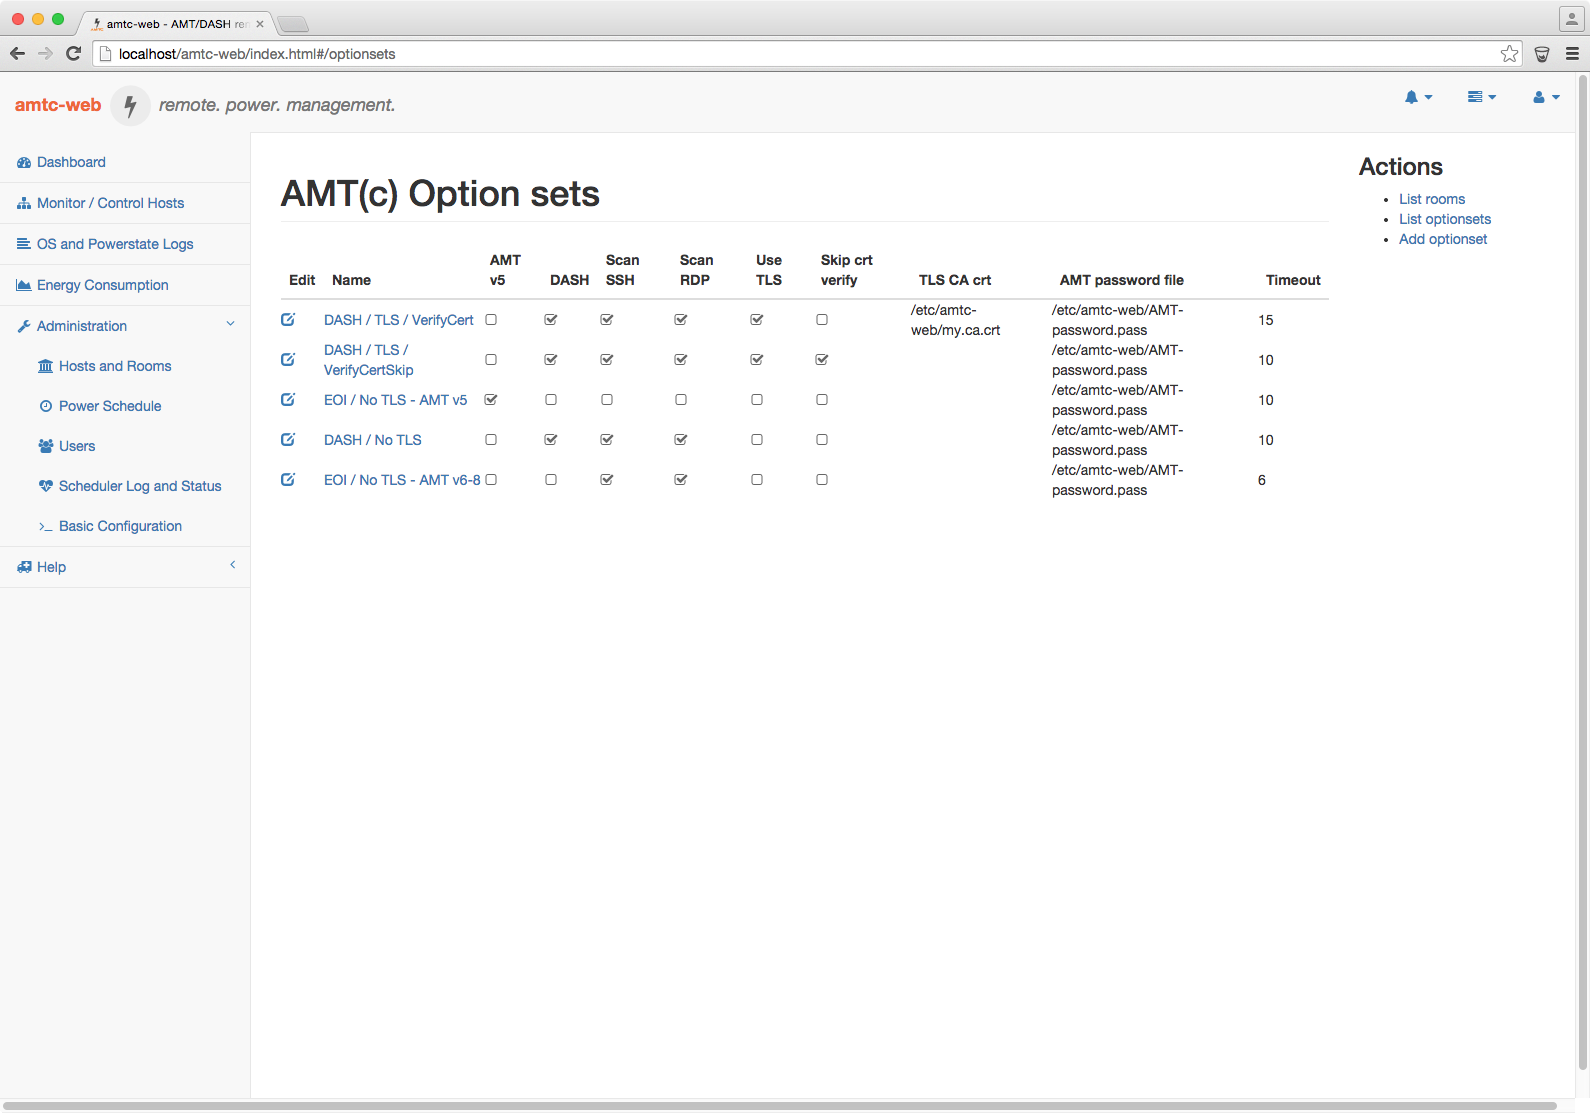 amtc-web - AMT/DASH re
localhost/amtc-web/index.html#/optionsets
amtc-web remote. power. management.
Dashboard
Monitor / Control Hosts
OS and Powerstate Logs
Energy Consumption
Administration
Hosts and Rooms
Power Schedule
Users
Scheduler Log and Status
Basic Configuration
Help
AMT(c) Option sets
Edit Name AMT v5 DASH Scan SSH Scan RDP Use TLS Skip crt verify TLS CA crt AMT password file Timeout
DASH / TLS / VerifyCert /etc/amtc-web/my.ca.crt /etc/amtc-web/AMT-password.pass 15
DASH / TLS / VerifyCertSkip /etc/amtc-web/AMT-password.pass 10
EOI / No TLS - AMT v5 /etc/amtc-web/AMT-password.pass 10
DASH / No TLS /etc/amtc-web/AMT-password.pass 10
EOI / No TLS - AMT v6-8 /etc/amtc-web/AMT-password.pass 6
Actions
List rooms
List optionsets
Add optionset